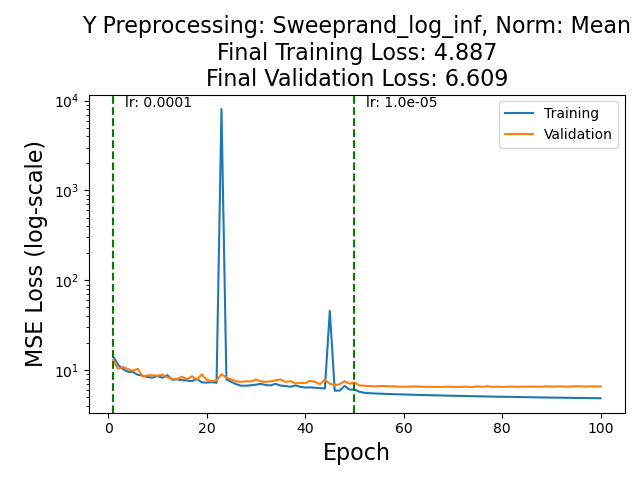 Y Preprocessing: Sweeprand_log_inf, Norm: Mean
Final Training Loss: 4.887
Final Validation Loss: 6.609
lr: 0.0001
lr: 1.0e-05
Training
Validation
MSE Loss (log-scale)
10⁴
10³
10²
10¹
0 20 40 60 80 100
Epoch